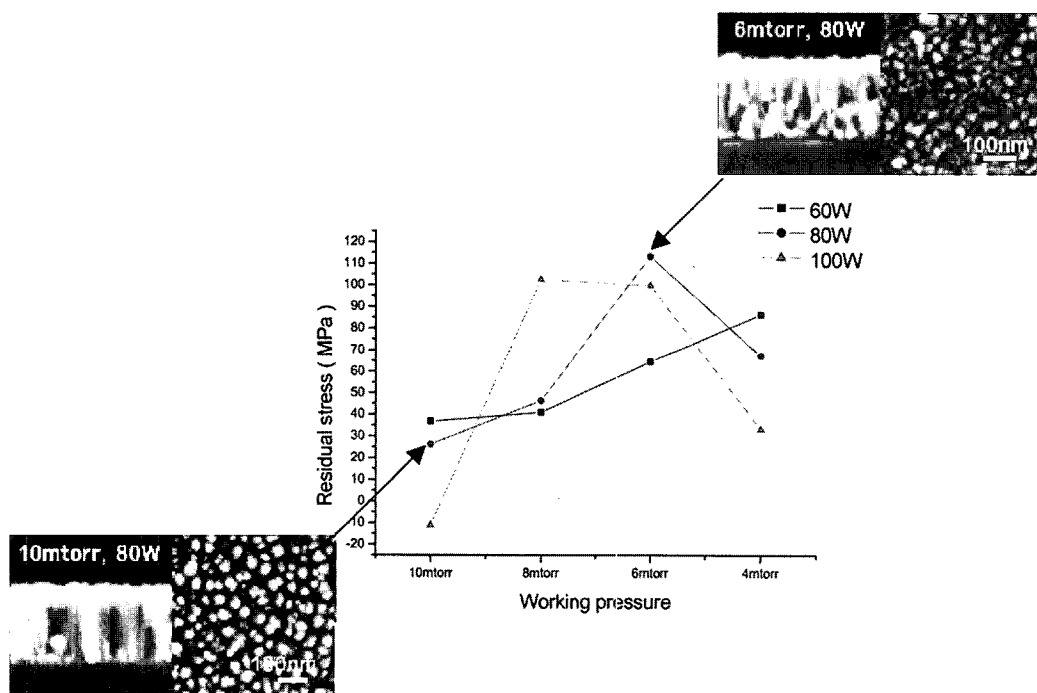 6mtorr, 80W
100nm
60W
80W
100W
120
110
100
90
80
70
60
50
40
30
20
10
0
-10
-20
Residual stress ( MPa)
10mtorr
8mtorr
6mtorr
4mtorr
Working pressure
10mtorr, 80W
100nm